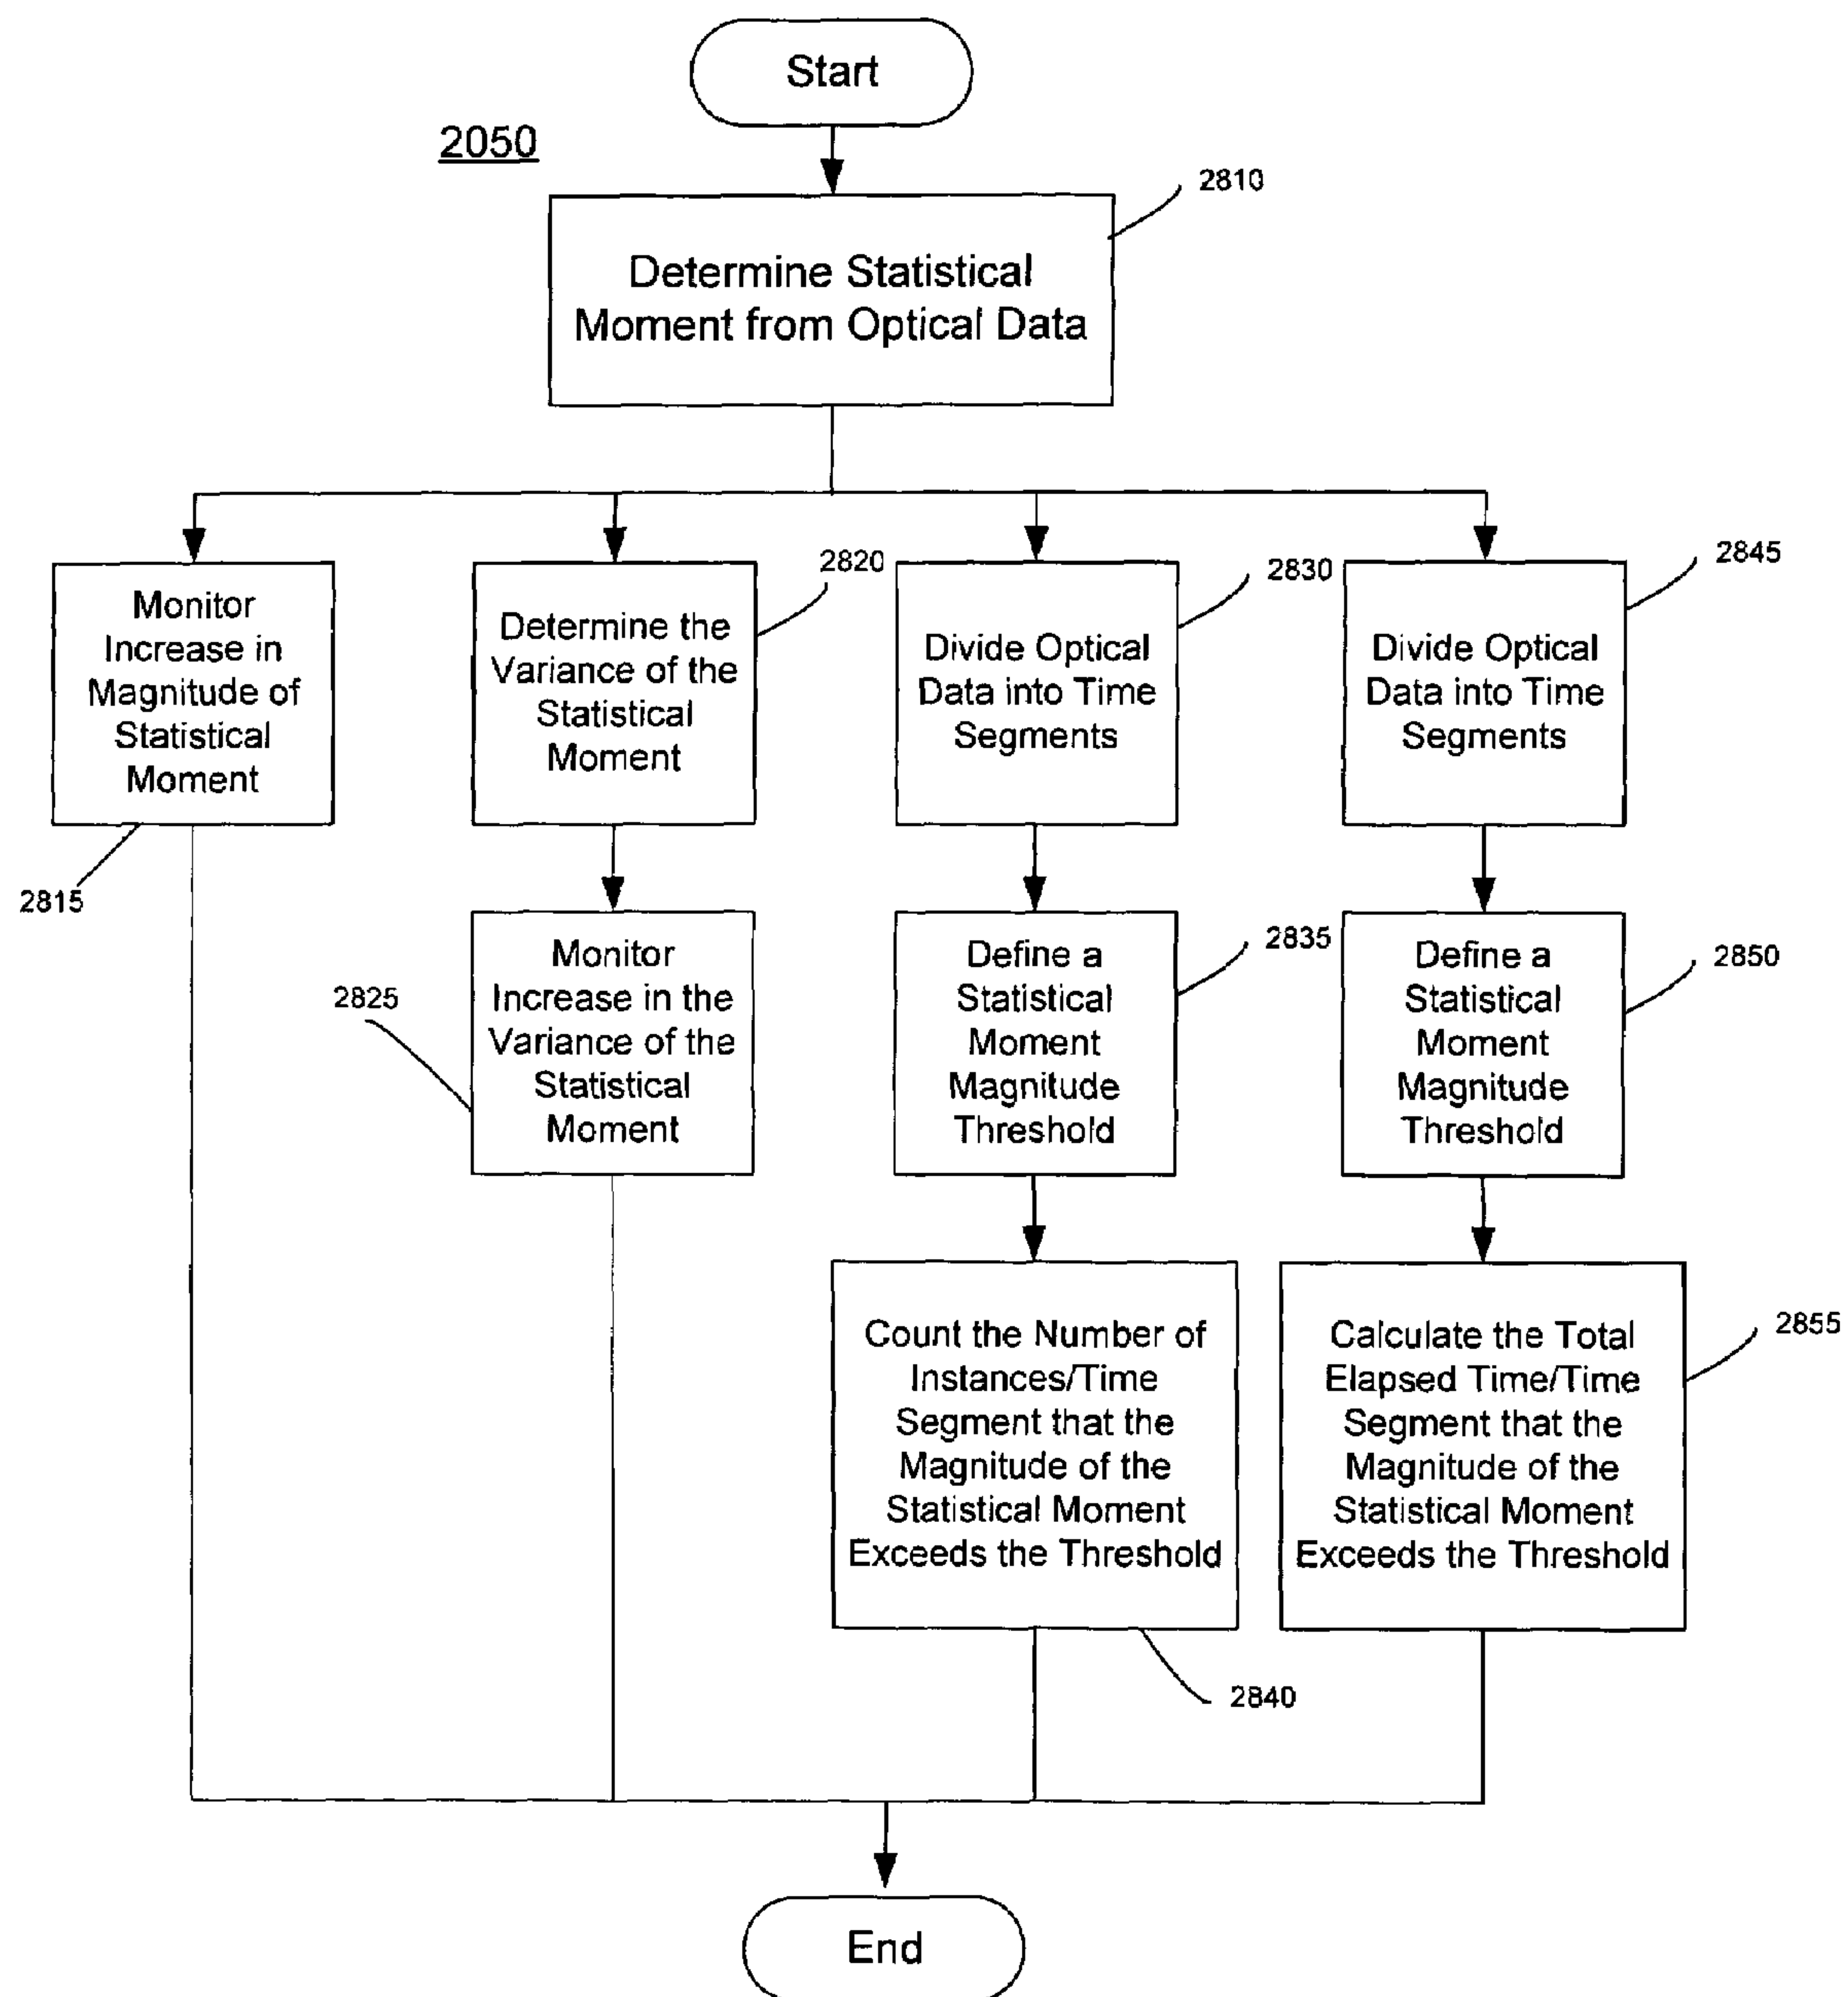 Start
2050
2810
Determine Statistical
Moment from Optical Data
Monitor
Increase in
Magnitude of
Statistical
Moment
2815
2820
Determine the
Variance of the
Statistical
Moment
2830
Divide Optical
Data into Time
Segments
2845
Divide Optical
Data into Time
Segments
2825
Monitor
Increase in the
Variance of the
Statistical
Moment
2835
Define a
Statistical
Moment
Magnitude
Threshold
2850
Define a
Statistical
Moment
Magnitude
Threshold
Count the Number of
Instances/Time
Segment that the
Magnitude of the
Statistical Moment
Exceeds the Threshold
2840
2855
Calculate the Total
Elapsed Time/Time
Segment that the
Magnitude of the
Statistical Moment
Exceeds the Threshold
End